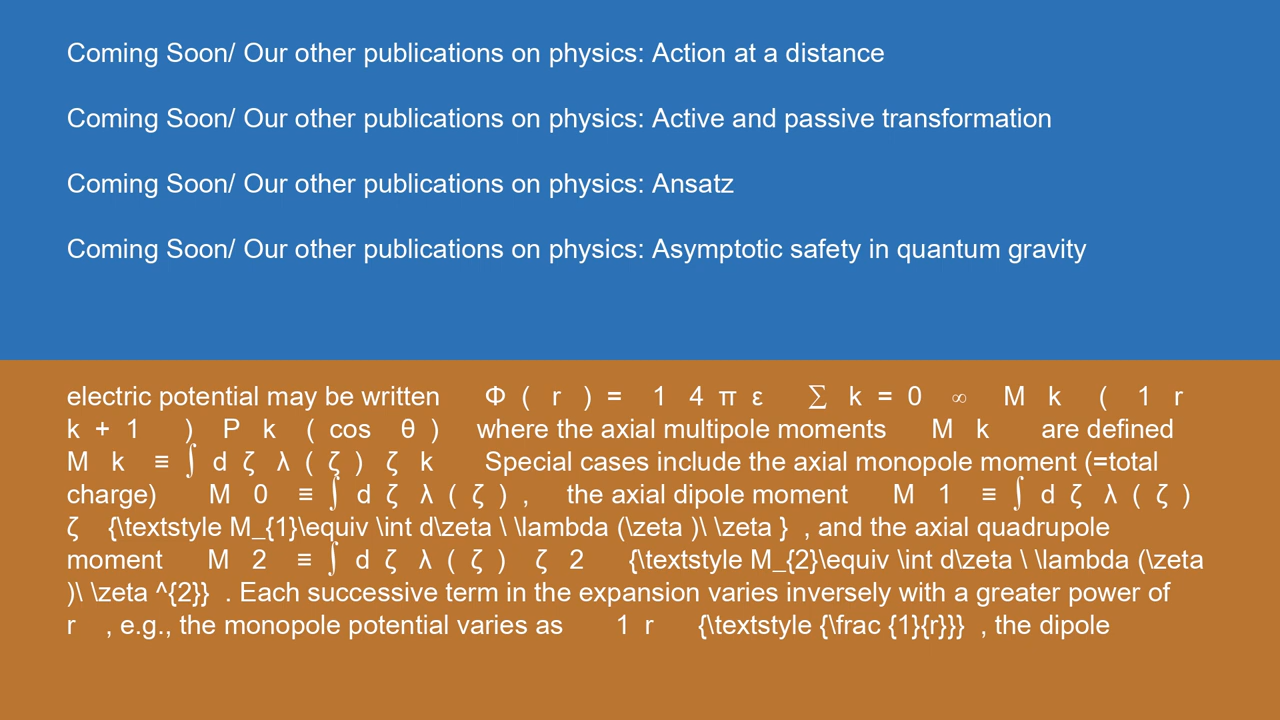 Coming Soon/ Our other publications on physics: Action at a distance
Coming Soon/ Our other publications on physics: Active and passive transformation
Coming Soon/ Our other publications on physics: Ansatz
Coming Soon/ Our other publications on physics: Asymptotic safety in quantum gravity
electric potential may be written Φ ( r ) = 1 4 π ε ∑ k = 0 ∞ M k ( 1 r
k + 1 ) P k ( cos θ ) where the axial multipole moments M k are defined
M k ≡ ∫ d ζ λ ( ζ ) ζ k Special cases include the axial monopole moment (=total
charge) M 0 ≡ ∫ d ζ λ ( ζ ) , the axial dipole moment M 1 ≡ ∫ d ζ λ ( ζ )
ζ {\textstyle M_{1}\equiv \int d\zeta \ \lambda (\zeta )\ \zeta } , and the axial quadrupole
moment M 2 ≡ ∫ d ζ λ ( ζ ) ζ 2 {\textstyle M_{2}\equiv \int d\zeta \ \lambda (\zeta
)\ \zeta ^{2}} . Each successive term in the expansion varies inversely with a greater power of
r , e.g., the monopole potential varies as 1 r {\textstyle {\frac {1}{r}}} , the dipole